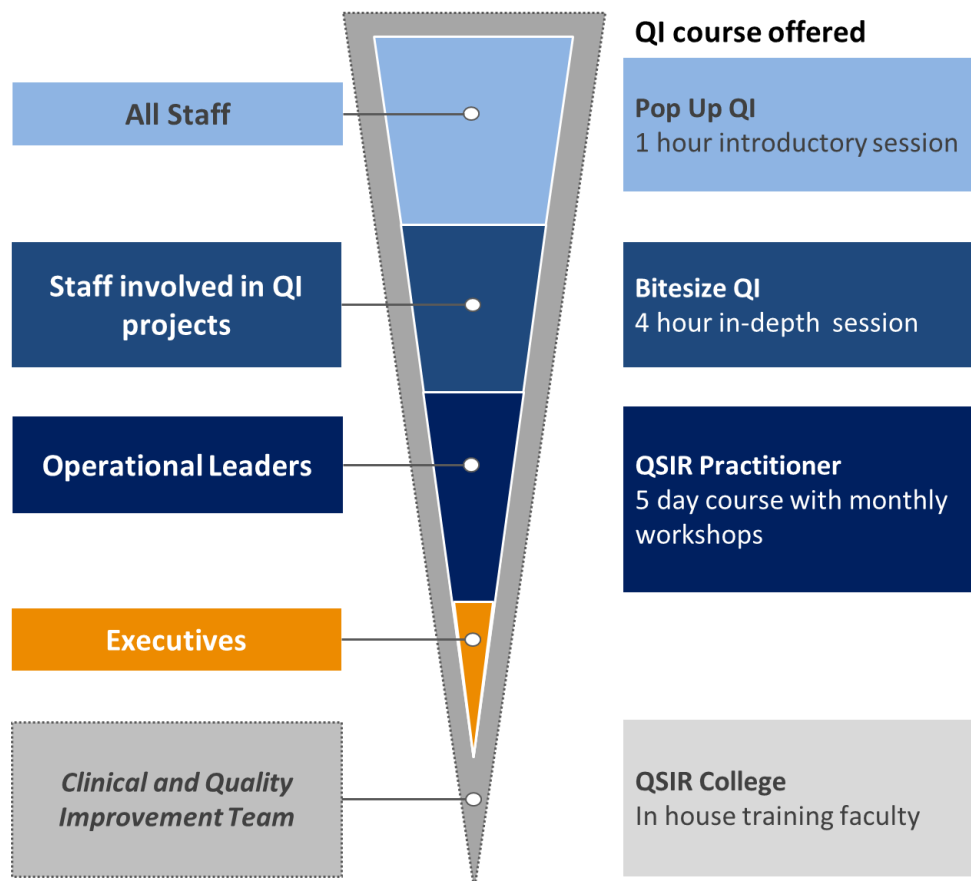 QI course offered
All Staff
Pop Up QI
1 hour introductory session
Staff involved in QI
projects
Bitesize QI
4 hour in-depth session
Operational Leaders
QSIR Practitioner
5 day course with monthly
workshops
Executives
Clinical and Quality
Improvement Team
QSIR College
In house training faculty